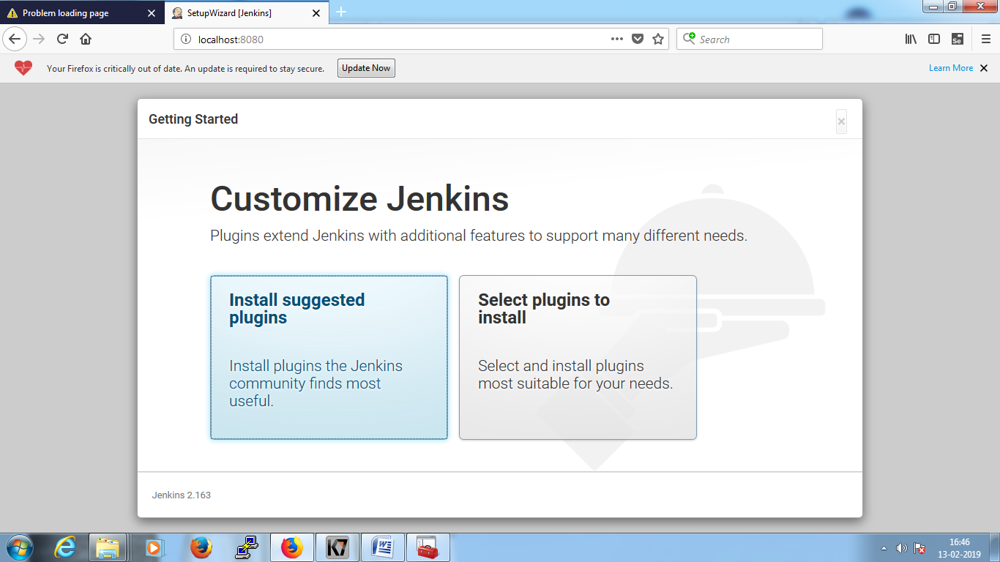 Problem loading page
SetupWizard [Jenkins]
localhost:8080
Search
Se
Your Firefox is critically out of date. An update is required to stay secure.
Update Now
Learn More
Getting Started
Customize Jenkins
Plugins extend Jenkins with additional features to support many different needs.
Install suggested
plugins
Install plugins the Jenkins
community finds most
useful.
Select plugins to
install
Select and install plugins
most suitable for your needs.
Jenkins 2.163
K7
W
16:46
13-02-2019